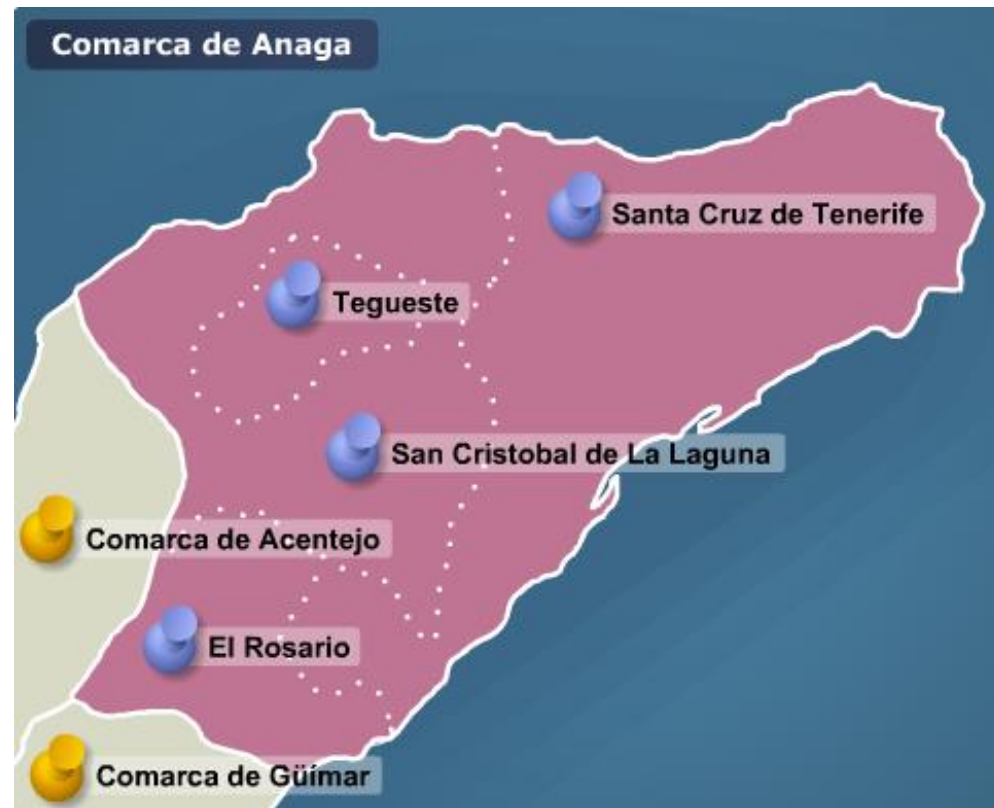 Comarca de Anaga
Santa Cruz de Tenerife
Tegueste
San Cristobal de La Laguna
Comarca de Acentejo
El Rosario
Comarca de Güímar